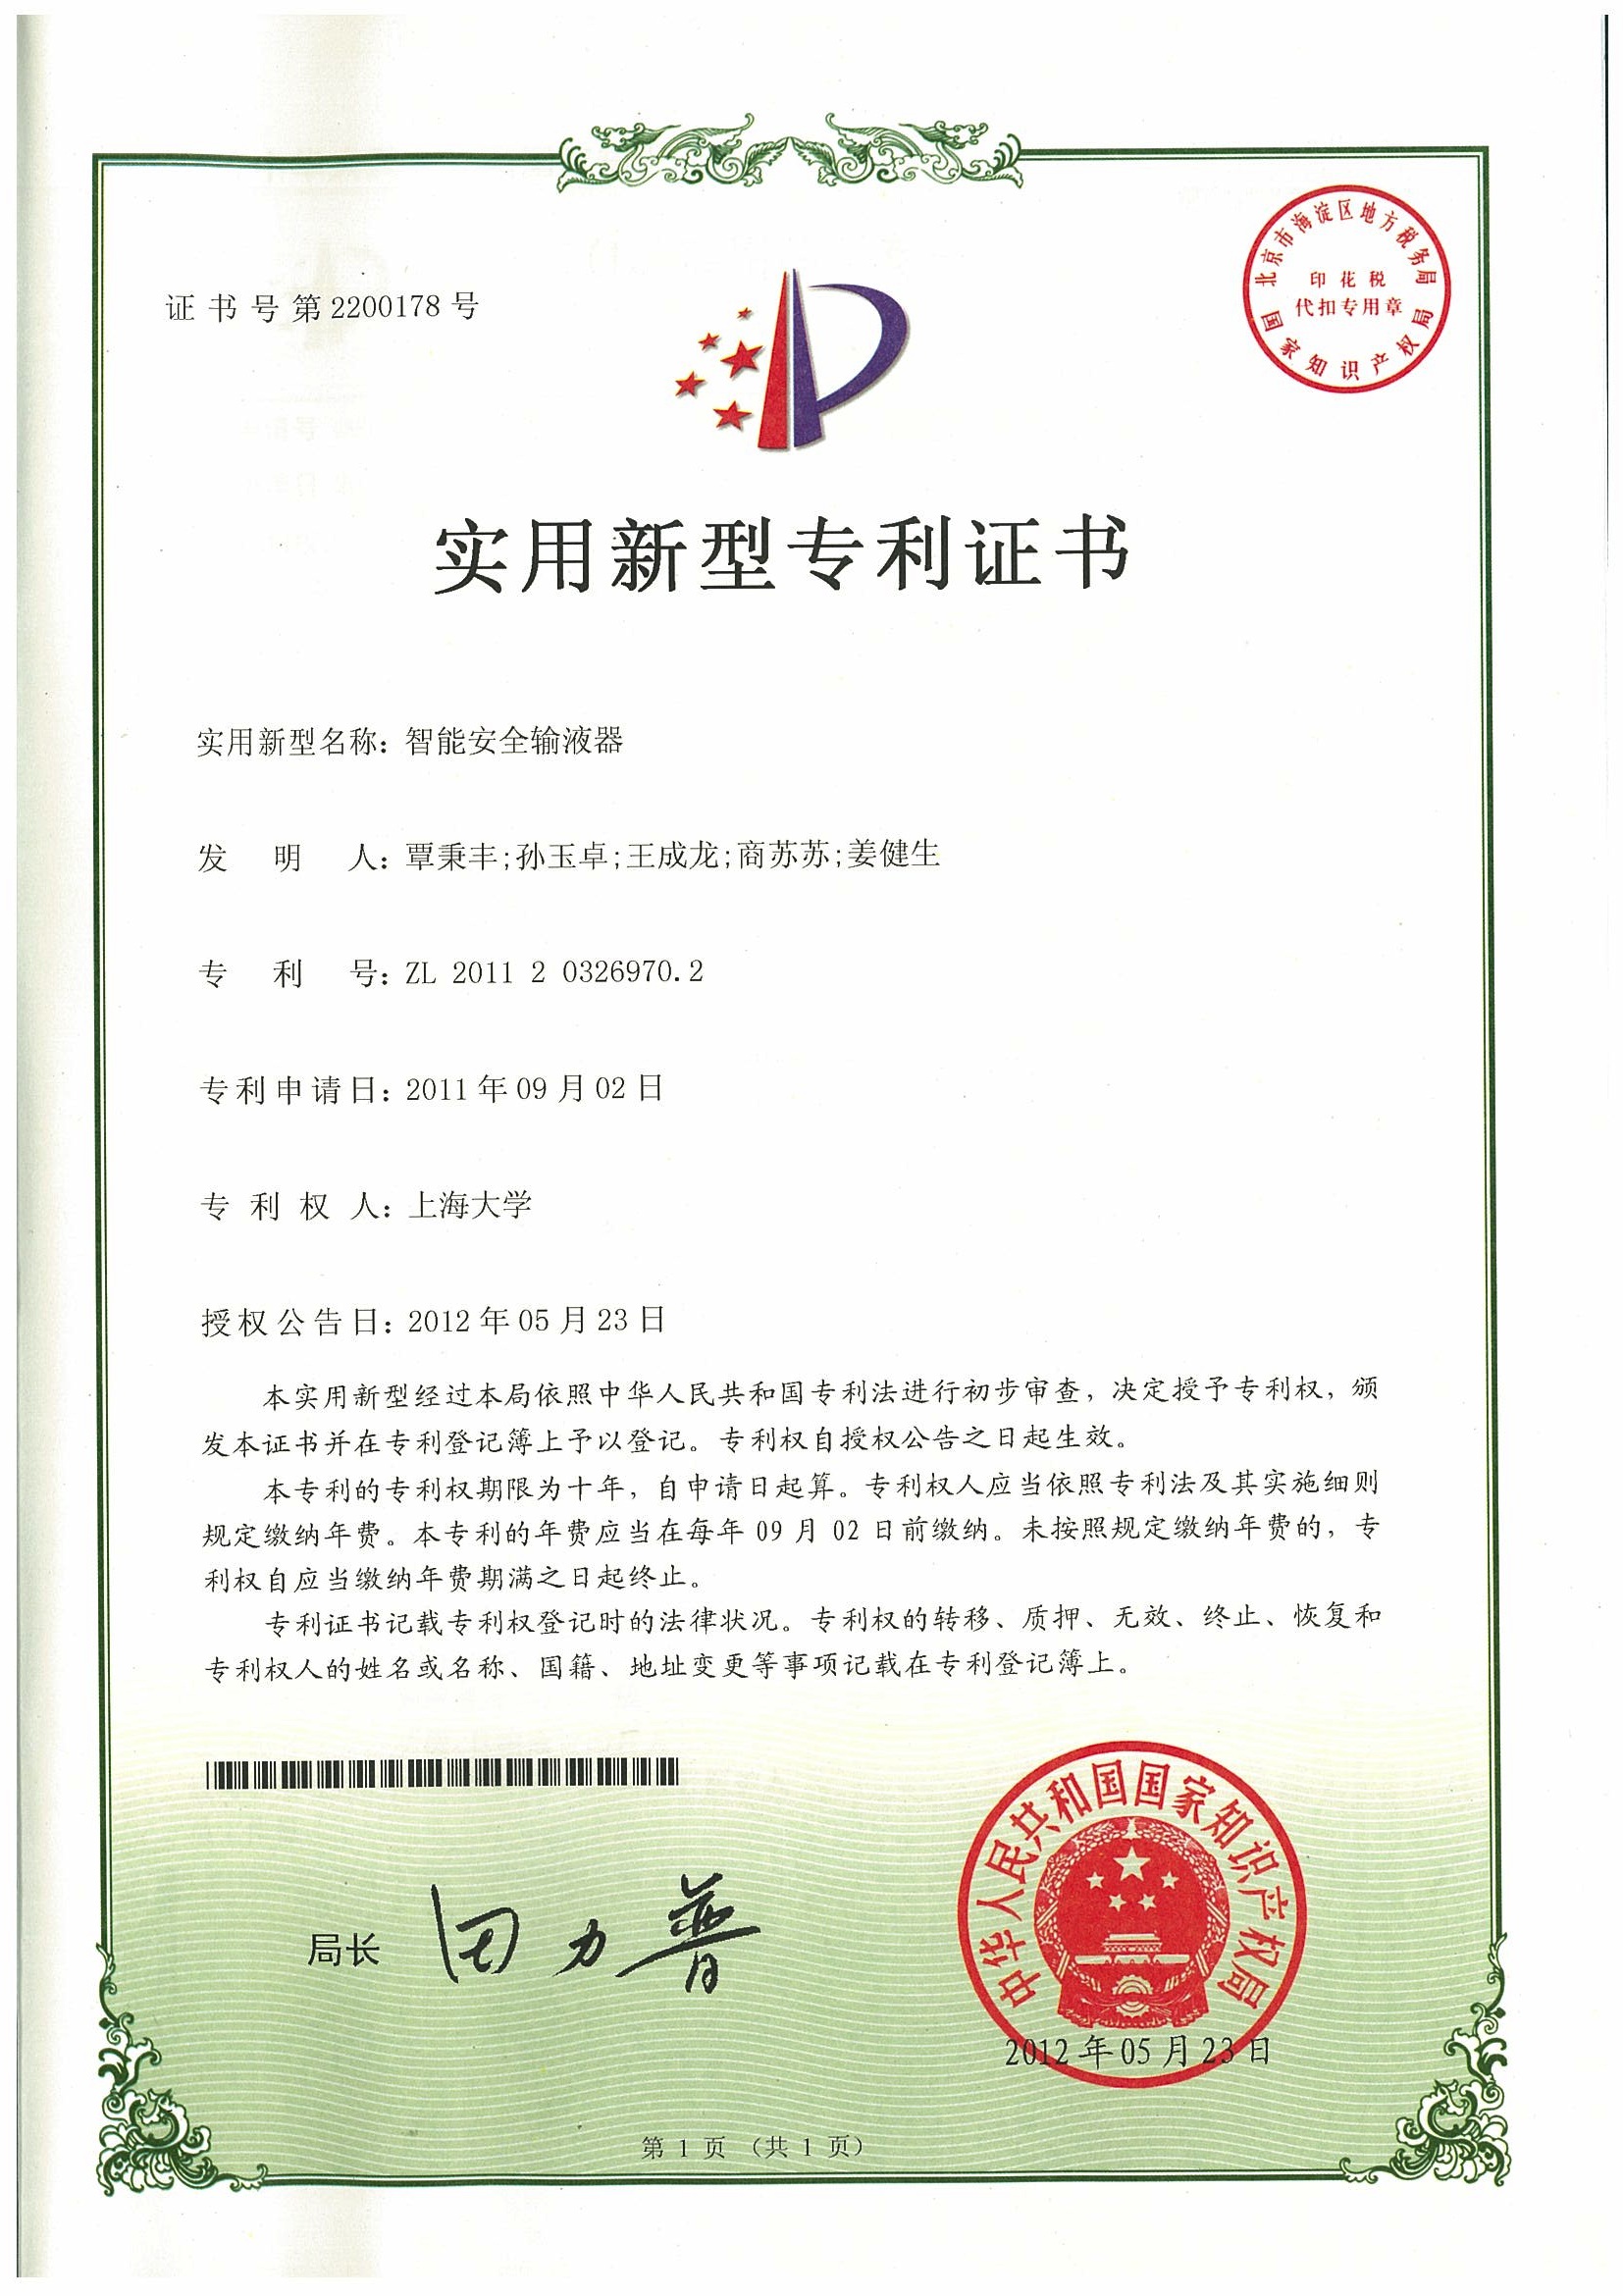 北京市海淀区地方税务局
印花税
代扣专用章
国家知识产权局
证书号第2200178号
实用新型专利证书
实用新型名称：智能安全输液器
发明人：覃秉丰;孙玉卓;王成龙;商苏苏;姜健生
专利号：ZL 2011 2 0326970.2
专利申请日：2011年09月02日
专利权人：上海大学
授权公告日：2012年05月23日
本实用新型经过本局依照中华人民共和国专利法进行初步审查，决定授予专利权，颁
发本证书并在专利登记簿上予以登记。专利权自授权公告之日起生效。
本专利的专利权期限为十年，自申请日起算。专利权人应当依照专利法及其实施细则
规定缴纳年费。本专利的年费应当在每年09月02日前缴纳。未按照规定缴纳年费的，专
利权自应当缴纳年费期满之日起终止。
专利证书记载专利权登记时的法律状况。专利权的转移、质押、无效、终止、恢复和
专利权人的姓名或名称、国籍、地址变更等事项记载在专利登记簿上。
局长 田力普
中华人民共和国国家知识产权局
2012年05月23日
第1页（共1页）